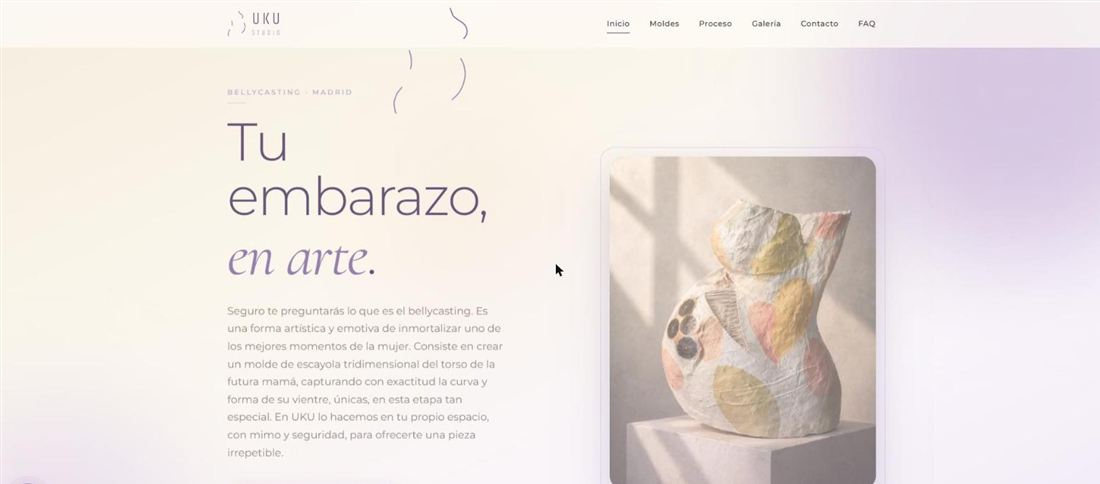 UKU
STUDIO
Inicio Moldes Proceso Galería Contacto FAQ
BELLYCASTING · MADRID
Tu
embarazo,
en arte.
Seguro te preguntarás lo que es el bellycasting. Es
una forma artística y emotiva de inmortalizar uno de
los mejores momentos de la mujer. Consiste en crear
un molde de escayola tridimensional del torso de la
futura mamá, capturando con exactitud la curva y
forma de su vientre, únicas, en esta etapa tan
especial. En UKU lo hacemos en tu propio espacio,
con mimo y seguridad, para ofrecerte una pieza
irrepetible.